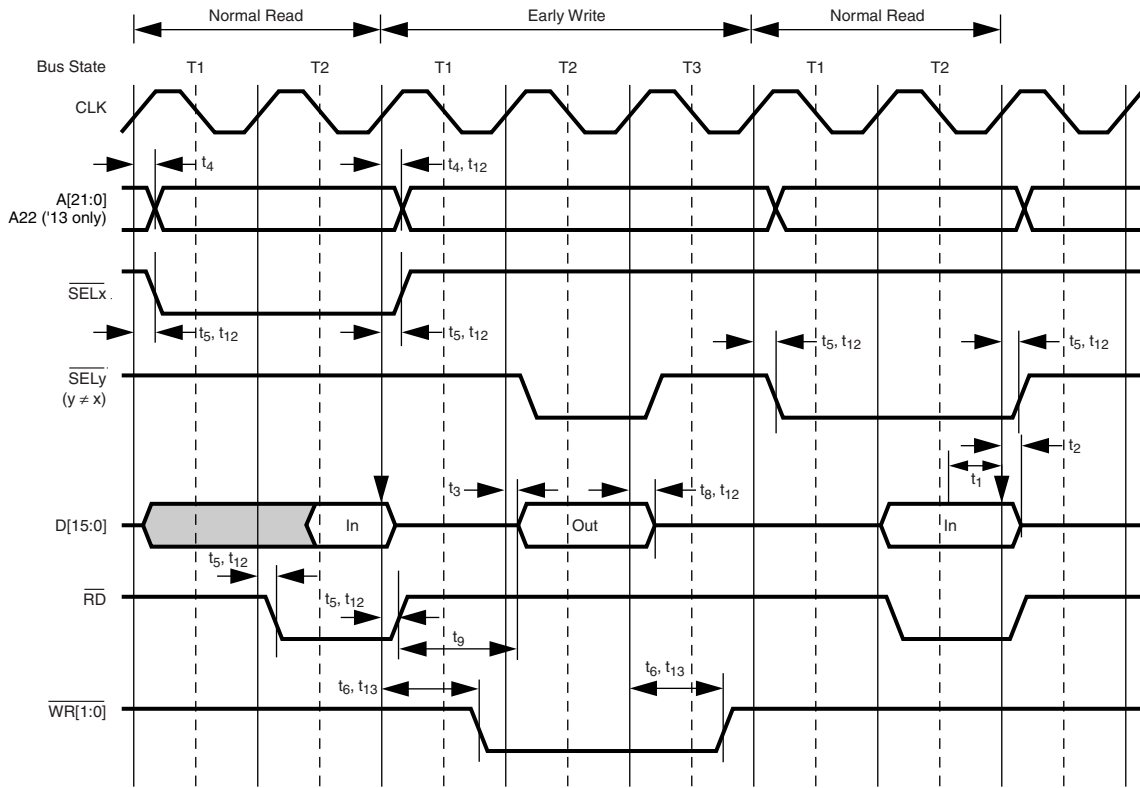 Normal Read Early Write Normal Read
Bus State T1 T2 T1 T2 T3 T1 T2
CLK
t4 t4, t12
A[21:0]
A22 ('13 only)
SELx
t5, t12 t5, t12 t5, t12 t5, t12
SELy
(y ≠ x)
t2
t1
t3 t8, t12
D[15:0] In Out In
t5, t12
t5, t12
RD
t9
t6, t13 t6, t13
WR[1:0]